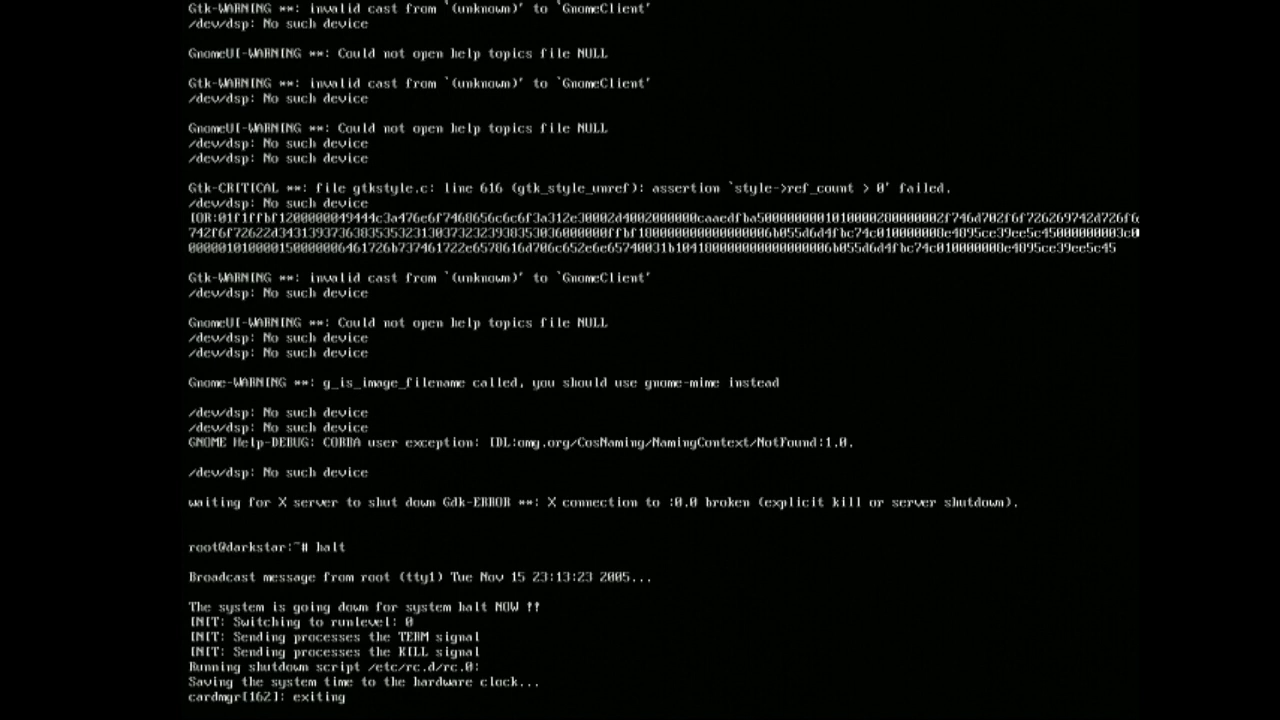 Gtk-WARNING **: invalid cast from `(unknown)' to `GnomeClient'
/dev/dsp: No such device
GnomeUI-WARNING **: Could not open help topics file NULL
Gtk-WARNING **: invalid cast from `(unknown)' to `GnomeClient'
/dev/dsp: No such device
GnomeUI-WARNING **: Could not open help topics file NULL
/dev/dsp: No such device
/dev/dsp: No such device
Gtk-CRITICAL **: file gtkstyle.c: line 616 (gtk_style_unref): assertion `style->ref_count > 0' failed.
/dev/dsp: No such device
Gtk-WARNING **: invalid cast from `(unknown)' to `GnomeClient'
/dev/dsp: No such device
GnomeUI-WARNING **: Could not open help topics file NULL
/dev/dsp: No such device
/dev/dsp: No such device
Gnome-WARNING **: g_is_image_filename called, you should use gnome-mime instead
/dev/dsp: No such device
/dev/dsp: No such device
GNOME Help-DEBUG: CORBA user exception: IDL:omg.org/CosNaming/NamingContext/NotFound:1.0.
/dev/dsp: No such device
waiting for X server to shut down Gdk-ERROR **: X connection to :0.0 broken (explicit kill or server shutdown).
root@darkstar:~# halt
Broadcast message from root (tty1) Tue Nov 15 23:13:23 2005...
The system is going down for system halt NOW !!
INIT: Switching to runlevel: 0
INIT: Sending processes the TERM signal
INIT: Sending processes the KILL signal
Running shutdown script /etc/rc.d/rc.0:
Saving the system time to the hardware clock...
cardmgr[162]: exiting